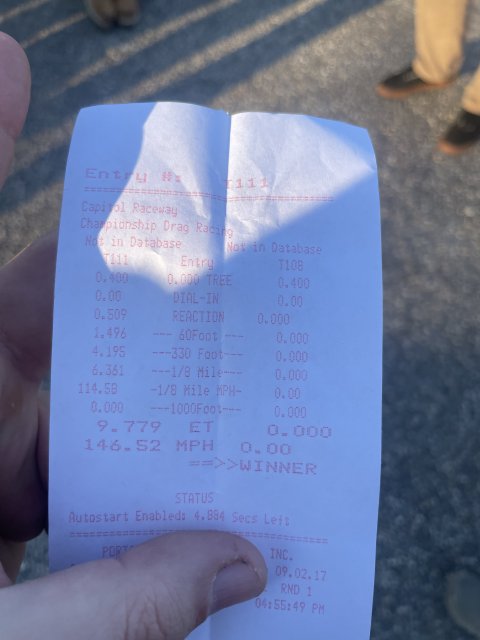 Entry #: T111
==============================
Capitol Raceway
Championship Drag Racing
Not in Database Not in Database
T111 Entry T108
0.400 0.000 TREE 0.400
0.00 DIAL-IN 0.00
0.509 REACTION 0.000
1.496 --- 60Foot --- 0.000
4.195 ---330 Foot--- 0.000
6.361 ---1/8 Mile--- 0.000
114.58 -1/8 Mile MPH- 0.00
0.000 ---1000Foot--- 0.000
9.779 ET 0.000
146.52 MPH 0.00
==>>WINNER
STATUS
Autostart Enabled: 4.884 Secs Left
==============================
INC.
09.02.17
RND 1
04:55:49 PM